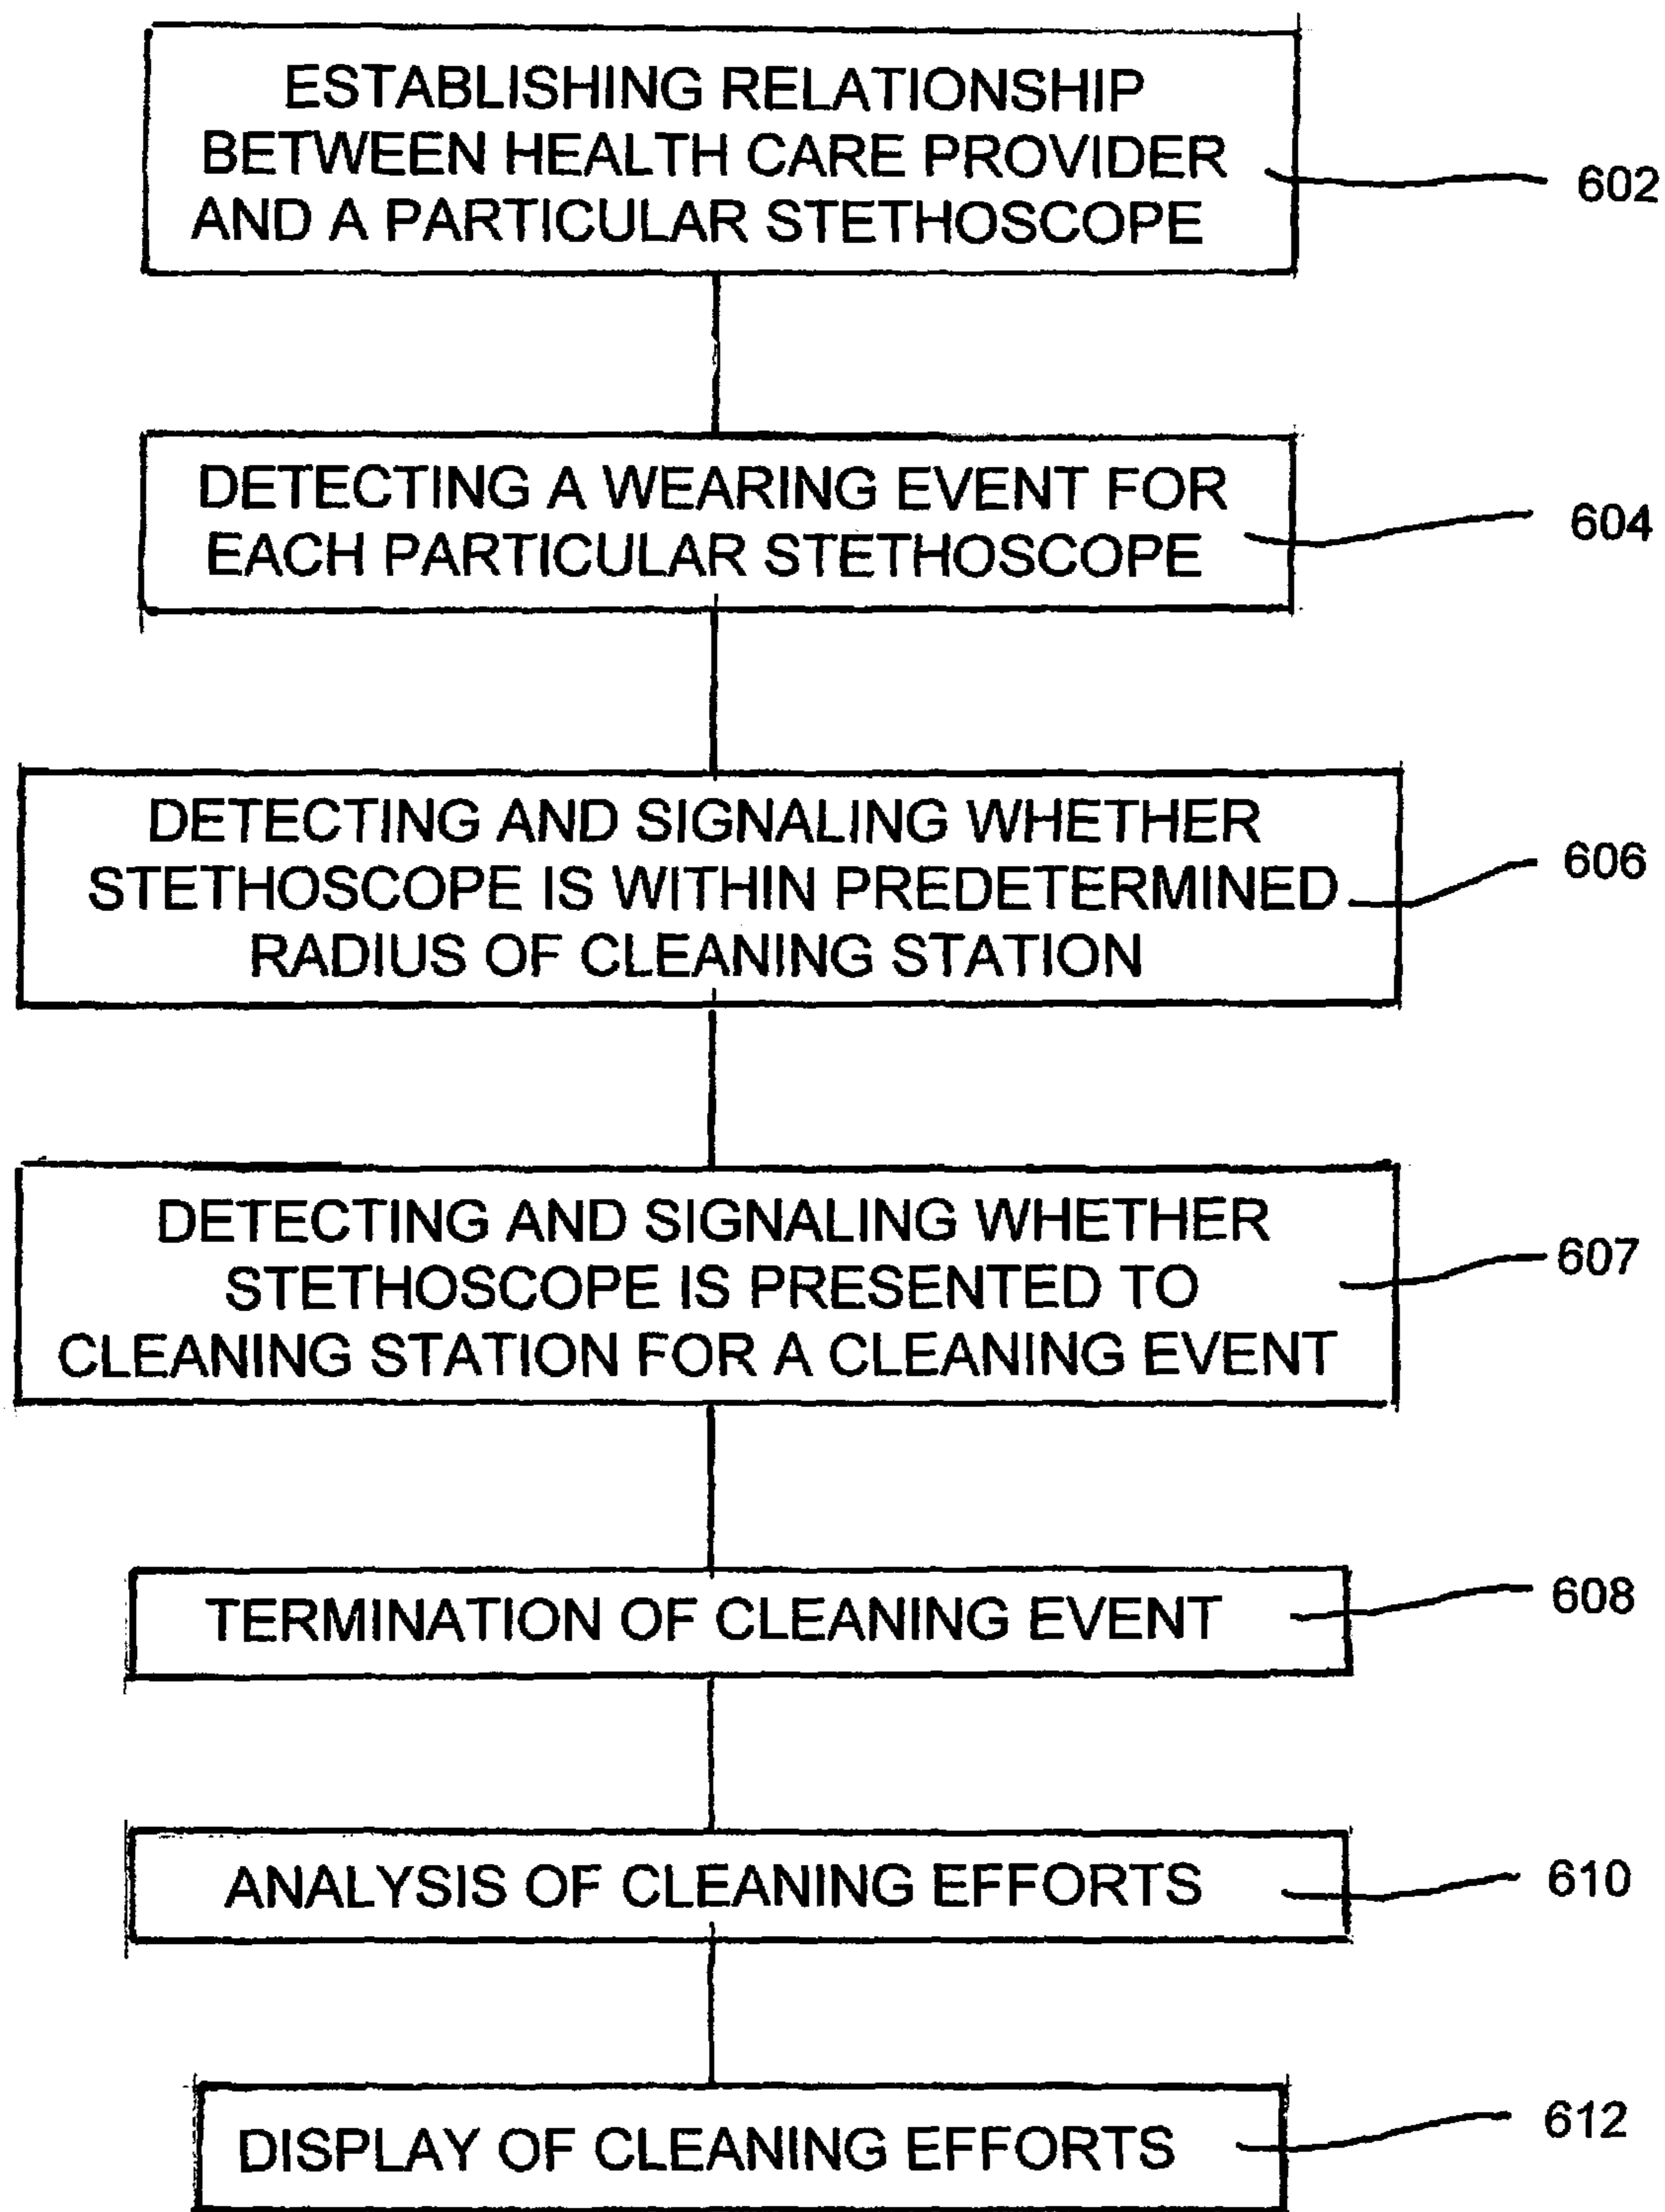 ESTABLISHING RELATIONSHIP
BETWEEN HEALTH CARE PROVIDER
AND A PARTICULAR STETHOSCOPE
602
DETECTING A WEARING EVENT FOR
EACH PARTICULAR STETHOSCOPE
604
DETECTING AND SIGNALING WHETHER
STETHOSCOPE IS WITHIN PREDETERMINED
RADIUS OF CLEANING STATION
606
DETECTING AND SIGNALING WHETHER
STETHOSCOPE IS PRESENTED TO
CLEANING STATION FOR A CLEANING EVENT
607
TERMINATION OF CLEANING EVENT
608
ANALYSIS OF CLEANING EFFORTS
610
DISPLAY OF CLEANING EFFORTS
612